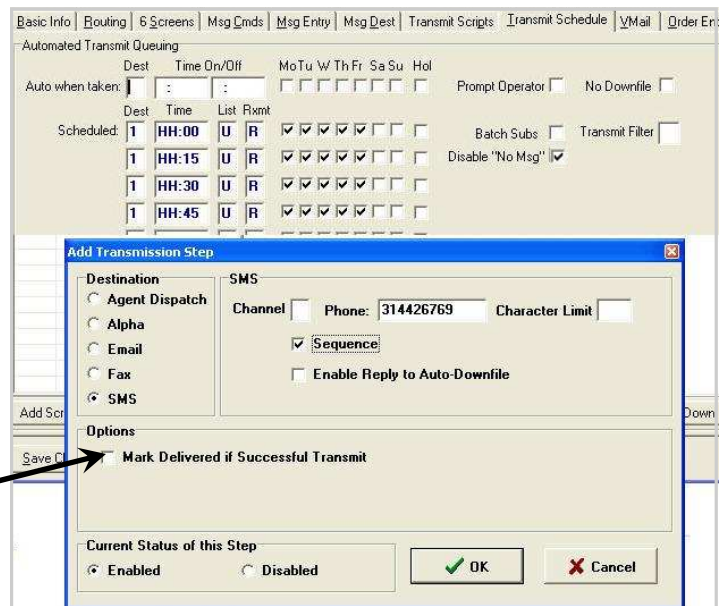 Basic Info Routing 6 Screens Msg Cmds Msg Entry Msg Dest Transmit Scripts Transmit Schedule VMail Order En
Automated Transmit Queuing
Dest Time On/Off Mo Tu W Th Fr Sa Su Hol
Auto when taken: : : Prompt Operator No Downfile
Dest Time List Rxmt
Scheduled: 1 HH:00 U R Batch Subs Transmit Filter
1 HH:15 U R Disable "No Msg"
1 HH:30 U R
1 HH:45 U R
Add Transmission Step
Destination
Agent Dispatch
Alpha
Email
Fax
SMS
SMS
Channel Phone: 314426769 Character Limit
Sequence
Enable Reply to Auto-Downfile
Add Scr Down
Options
Save C
Mark Delivered if Successful Transmit
Current Status of this Step
Enabled Disabled
OK Cancel